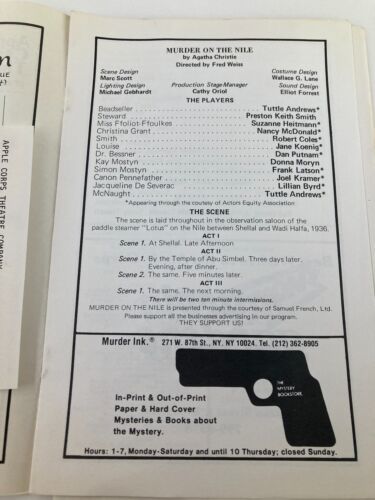 MURDER ON THE NILE
by Agatha Christie
Directed by Fred Weiss
Scene Design
Marc Scott
Costume Design
Wallace G. Lane
Lighting Design
Michael Gebhardt
Production Stage Manager
Cathy Oriol
Sound Design
Elliot Forrest
THE PLAYERS
Beadseller . . . . . . . . . . Tuttle Andrews*
Steward . . . . . . . . . . Preston Keith Smith
Miss Ffoliot-Ffoulkes . . . . . . . . . . Suzanne Heitmann*
Christina Grant . . . . . . . . . . Nancy McDonald*
Smith . . . . . . . . . . Robert Coles*
Louise . . . . . . . . . . Jane Koenig*
Dr. Bessner . . . . . . . . . . Dan Putnam*
Kay Mostyn . . . . . . . . . . Donna Moryn
Simon Mostyn . . . . . . . . . . Frank Latson*
Canon Pennefather . . . . . . . . . . Joel Kramer*
Jacqueline De Severac . . . . . . . . . . Lillian Byrd*
McNaught . . . . . . . . . . Tuttle Andrews*
*Appearing through courtesy of Actors Equity Association
THE SCENE
The scene is laid throughout in the observation saloon of the
paddle steamer "Lotus" on the Nile between Shellal and Wadi Halfa, 1936.
ACT I
Scene 1. At Shellal. Late Afternoon
ACT II
Scene 1. By the Temple of Abu Simbel. Three days later.
Evening, after dinner.
Scene 2. The same. Five minutes later.
ACT III
Scene 1. The same. The next morning.
There will be two ten minute intermissions.
MURDER ON THE NILE is presented through the courtesy of Samuel French, Ltd.
Please support all the businesses advertising in our program.
THEY SUPPORT US!
Murder Ink.® 271 W. 87th St., NY. NY 10024. Tel. (212) 362-8905
THE
MYSTERY
BOOKSTORE.
In-Print & Out-of-Print
Paper & Hard Cover
Mysteries & Books about
the Mystery.
Hours: 1-7, Monday-Saturday and until 10 Thursday; closed Sunday.
APPLE CORPS THEATRE COMPANY